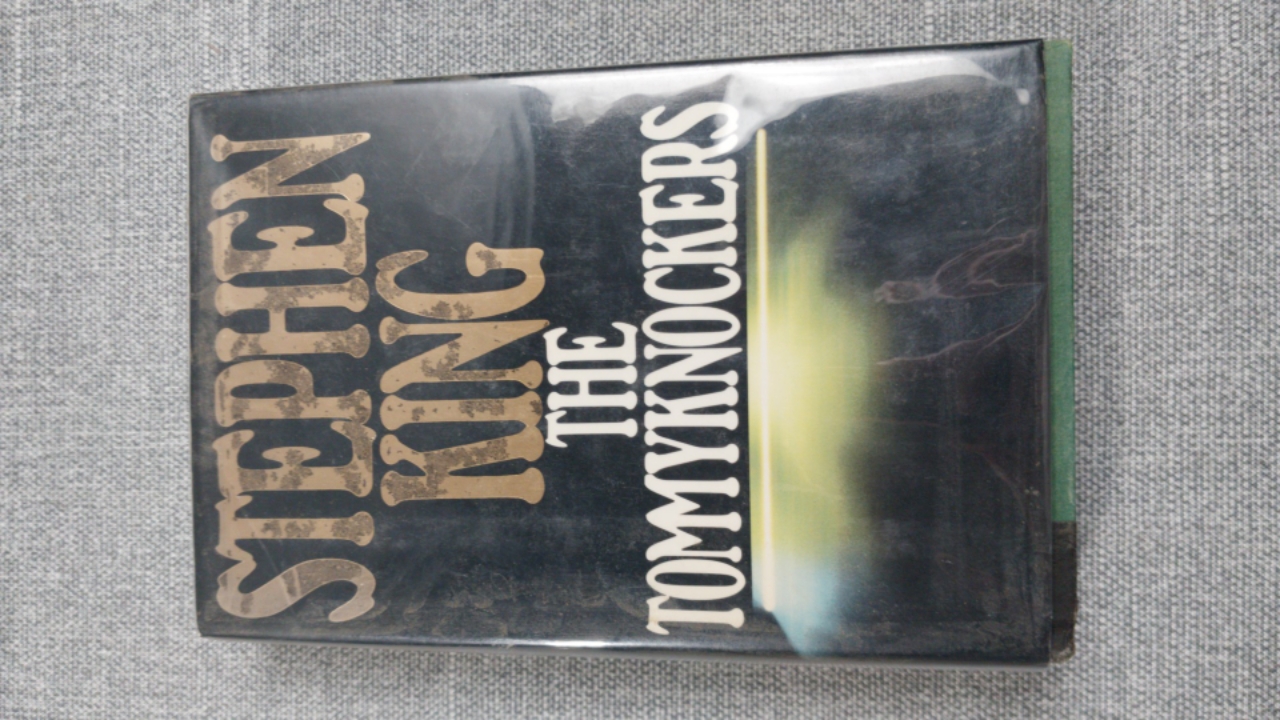 STEPHEN
KING
THE
TOMMYKNOCKERS